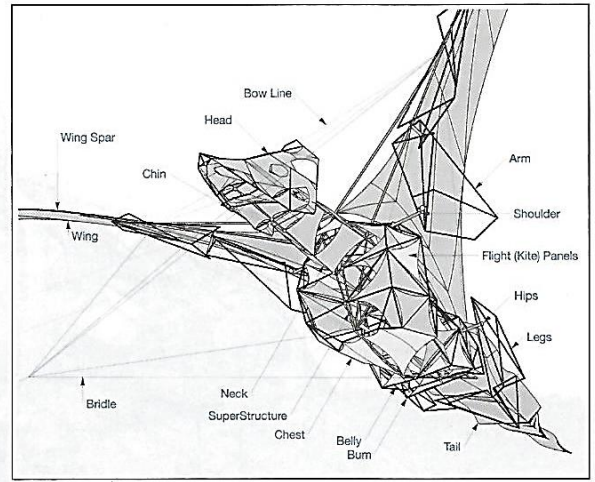 Bow Line
Head
Wing Spar
Chin
Arm
Shoulder
Wing
Flight (Kite) Panels
Hips
Legs
Bridle
Neck
SuperStructure
Chest
Belly
Bum
Tail